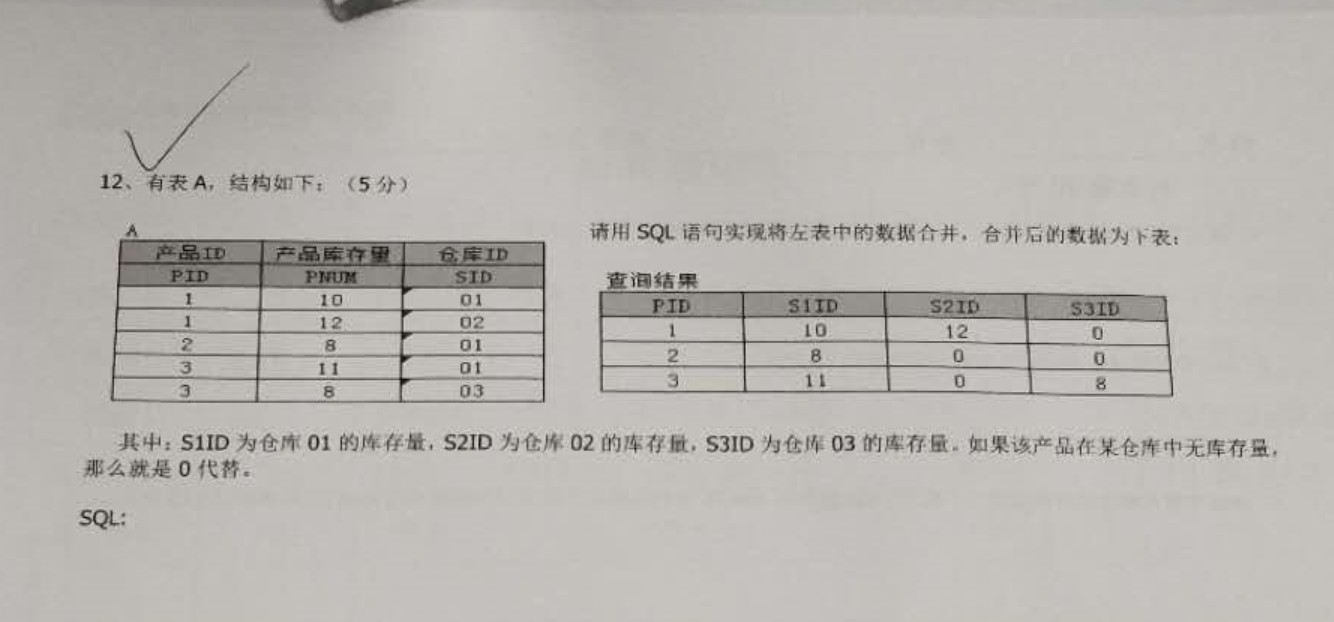 12、有表 A，结构如下：（5 分）
A
产品ID 产品库存量 仓库ID
PID PNUM SID
1 10 01
1 12 02
2 8 01
3 11 01
3 8 03
请用 SQL 语句实现将左表中的数据合并，合并后的数据为下表：
查询结果
PID S1ID S2ID S3ID
1 10 12 0
2 8 0 0
3 11 0 8
其中：S1ID 为仓库 01 的库存量，S2ID 为仓库 02 的库存量，S3ID 为仓库 03 的库存量。如果该产品在某仓库中无库存量，
那么就是 0 代替。
SQL: